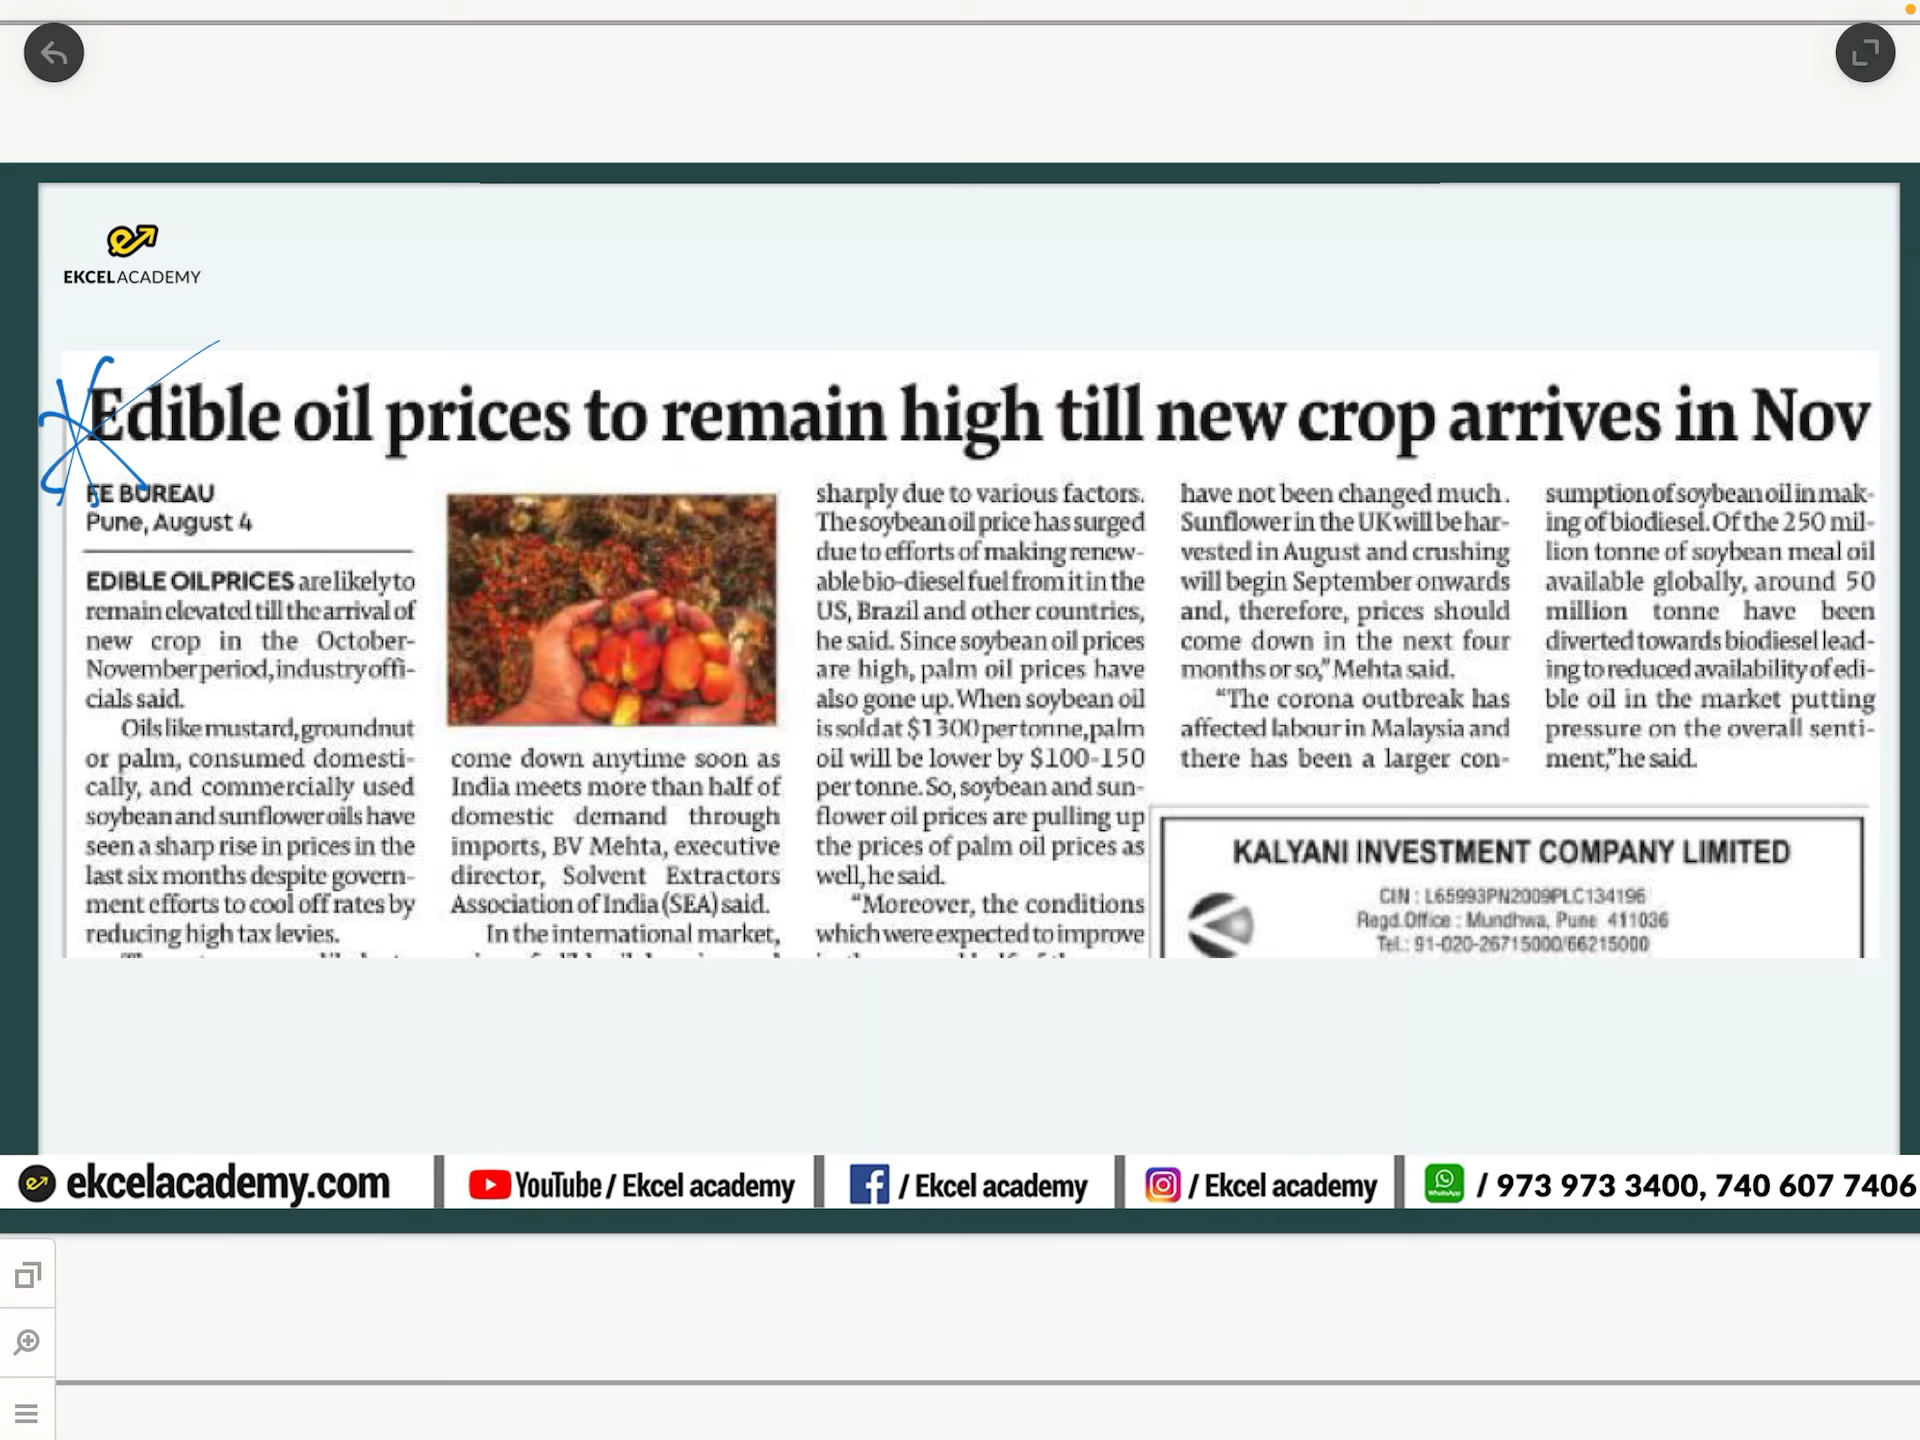 EKCELACADEMY
Edible oil prices to remain high till new crop arrives in Nov
FE BUREAU
Pune, August 4
EDIBLE OIL PRICES are likely to
remain elevated till the arrival of
new crop in the October-
November period, industry offi-
cials said.
Oils like mustard, groundnut
or palm, consumed domesti-
cally, and commercially used
soybean and sunflower oils have
seen a sharp rise in prices in the
last six months despite govern-
ment efforts to cool off rates by
reducing high tax levies.
come down anytime soon as
India meets more than half of
domestic demand through
imports, BV Mehta, executive
director, Solvent Extractors
Association of India (SEA) said.
In the international market,
sharply due to various factors.
The soybean oil price has surged
due to efforts of making renew-
able bio-diesel fuel from it in the
US, Brazil and other countries,
he said. Since soybean oil prices
are high, palm oil prices have
also gone up. When soybean oil
is sold at $1300 per tonne, palm
oil will be lower by $100-150
per tonne. So, soybean and sun-
flower oil prices are pulling up
the prices of palm oil prices as
well, he said.
“Moreover, the conditions
which were expected to improve
have not been changed much.
Sunflower in the UK will be har-
vested in August and crushing
will begin September onwards
and, therefore, prices should
come down in the next four
months or so,” Mehta said.
“The corona outbreak has
affected labour in Malaysia and
there has been a larger con-
sumption of soybean oil in mak-
ing of biodiesel. Of the 250 mil-
lion tonne of soybean meal oil
available globally, around 50
million tonne have been
diverted towards biodiesel lead-
ing to reduced availability of edi-
ble oil in the market putting
pressure on the overall senti-
ment,” he said.
KALYANI INVESTMENT COMPANY LIMITED
CIN : L65993PN2009PLC134196
Regd.Office : Mundhwa, Pune 411036
Tel.: 91-020-26715000/66215000
ekcelacademy.com
YouTube / Ekcel academy
/ Ekcel academy
/ Ekcel academy
/ 973 973 3400, 740 607 7406